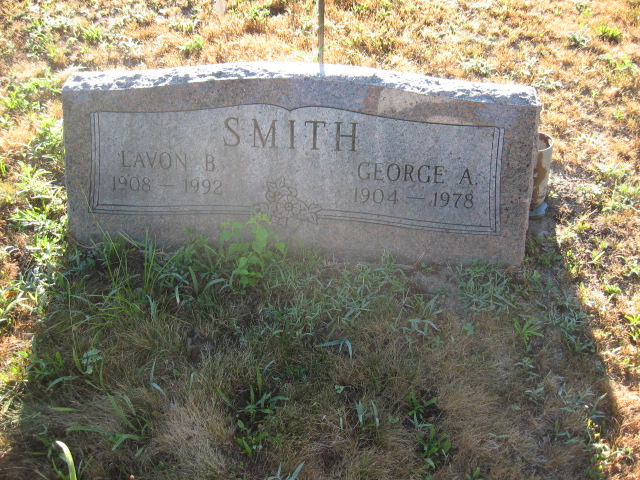 SMITH
LAVON B.
1908 — 1992
GEORGE A.
1904 — 1978